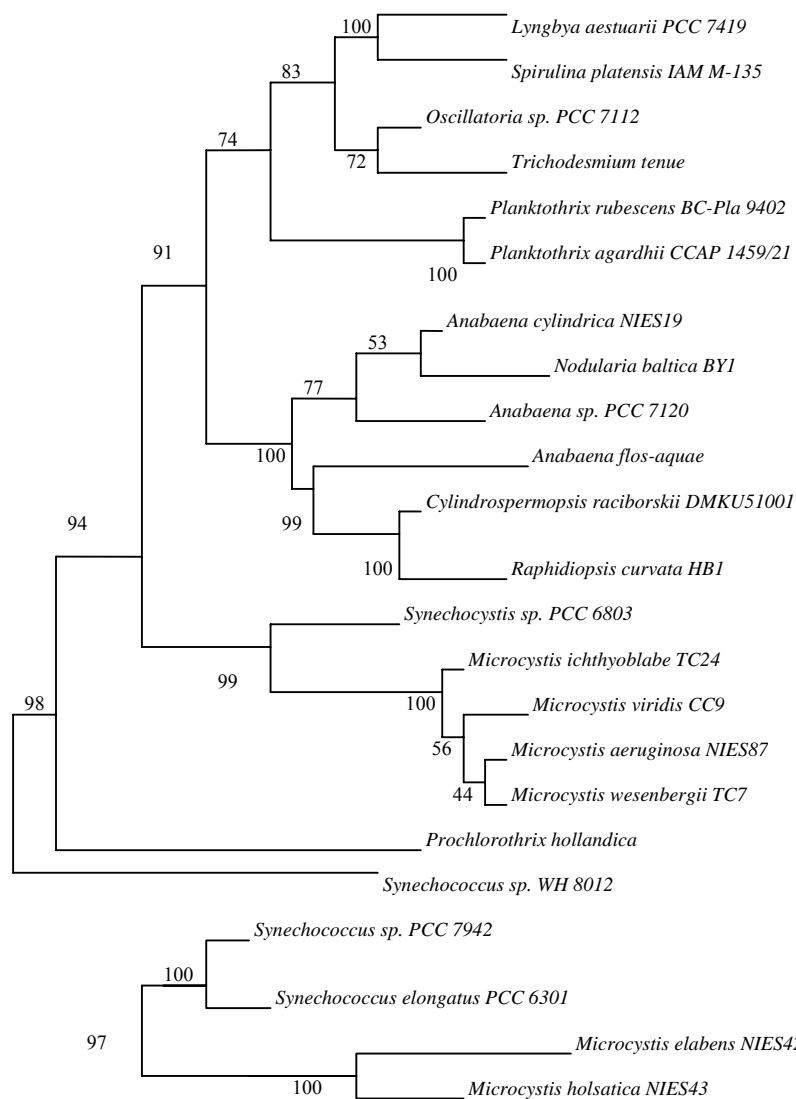 100
Lyngbya aestuarii PCC 7419
83
Spirulina platensis IAM M-135
Oscillatoria sp. PCC 7112
74
72
Trichodesmium tenue
Planktothrix rubescens BC-Pla 9402
91
Planktothrix agardhii CCAP 1459/21
100
Anabaena cylindrica NIES19
53
Nodularia baltica BY1
77
Anabaena sp. PCC 7120
100
Anabaena flos-aquae
Cylindrospermopsis raciborskii DMKU51001
94
99
100
Raphidiopsis curvata HB1
Synechocystis sp. PCC 6803
Microcystis ichthyoblabe TC24
99
98
100
Microcystis viridis CC9
56
Microcystis aeruginosa NIES87
44
Microcystis wesenbergii TC7
Prochlorothrix hollandica
Synechococcus sp. WH 8012
Synechococcus sp. PCC 7942
100
Synechococcus elongatus PCC 6301
97
Microcystis elabens
100
Microcystis holsatica NIES43